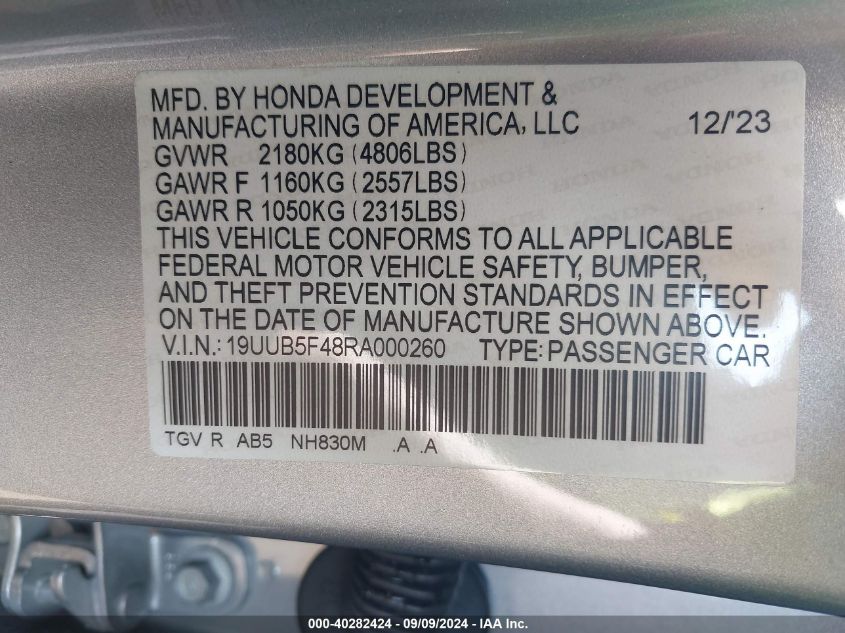 MFD. BY HONDA DEVELOPMENT &
MANUFACTURING OF AMERICA, LLC 12/'23
GVWR 2180KG (4806LBS)
GAWR F 1160KG (2557LBS)
GAWR R 1050KG (2315LBS)
THIS VEHICLE CONFORMS TO ALL APPLICABLE
FEDERAL MOTOR VEHICLE SAFETY, BUMPER,
AND THEFT PREVENTION STANDARDS IN EFFECT
ON THE DATE OF MANUFACTURE SHOWN ABOVE.
V.I.N.: 19UUB5F48RA000260 TYPE: PASSENGER CAR
TGV R AB5 NH830M .A .A
000-40282424 - 09/09/2024 - IAA Inc.